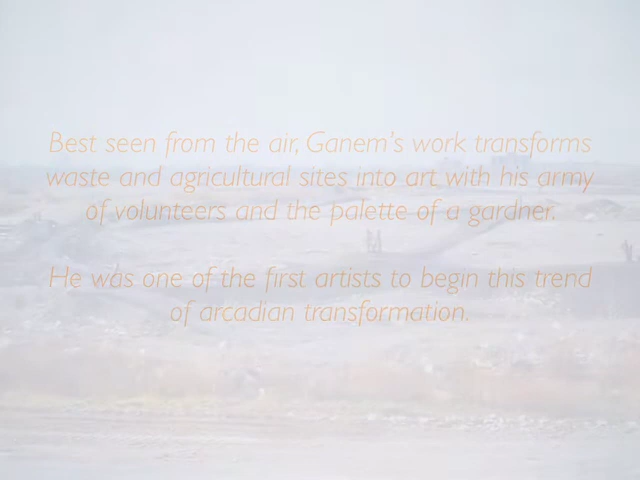 Best seen from the air, Ganem's work transforms
waste and agricultural sites into art with his army
of volunteers and the palette of a gardner.
He was one of the first artists to begin this trend
of arcadian transformation.